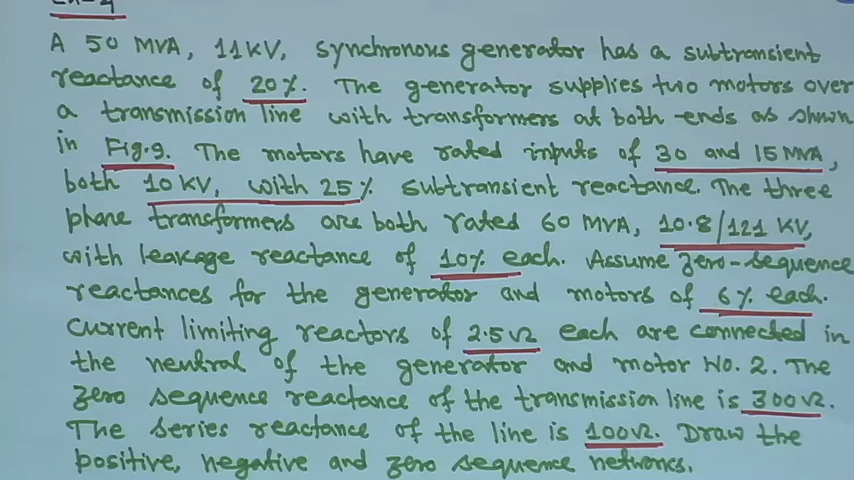 Ex-4
A 50 MVA, 11KV, synchronous generator has a subtransient
reactance of 20%. The generator supplies two motors over
a transmission line with transformers at both ends as shown
in Fig.9. The motors have rated inputs of 30 and 15 MVA,
both 10 KV, with 25% subtransient reactance. The three
phase transformers are both rated 60 MVA, 10.8/121 KV,
with leakage reactance of 10% each. Assume zero-sequence
reactances for the generator and motors of 6% each.
Current limiting reactors of 2.5Ω each are connected in
the neutral of the generator and motor No. 2. The
zero sequence reactance of the transmission line is 300Ω.
The series reactance of the line is 100Ω. Draw the
positive, negative and zero sequence networks.